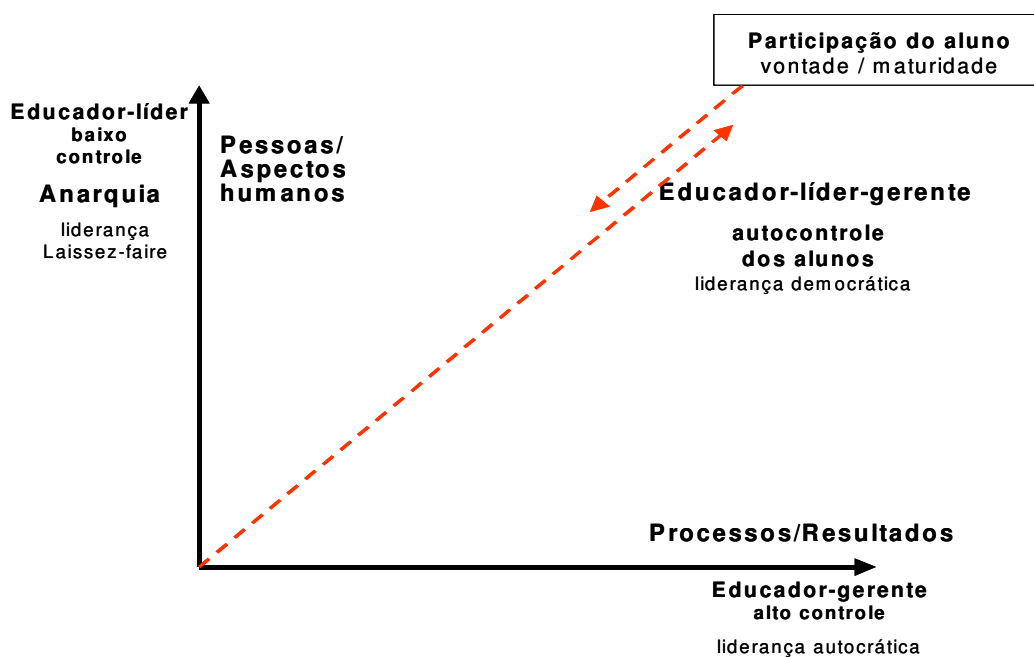 Participação do aluno
vontade / maturidade
Educador-líder
baixo
controle
Anarquia
liderança
Laissez-faire
Pessoas/
Aspectos
humanos
Educador-líder-gerente
autocontrole
dos alunos
liderança democrática
Processos/Resultados
Educador-gerente
alto controle
liderança autocrática